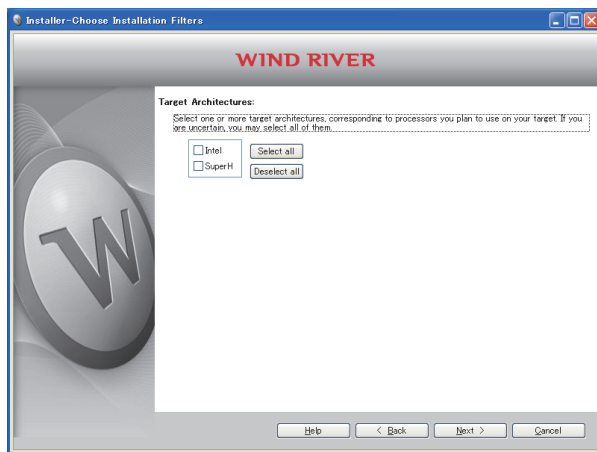 Installer-Choose Installation Filters
WIND RIVER
Target Architectures:
Select one or more target architectures, corresponding to processors you plan to use on your target. If you
are uncertain, you may select all of them.
Intel
Select all
SuperH
Deselect all
W
Help
< Back
Next >
Cancel